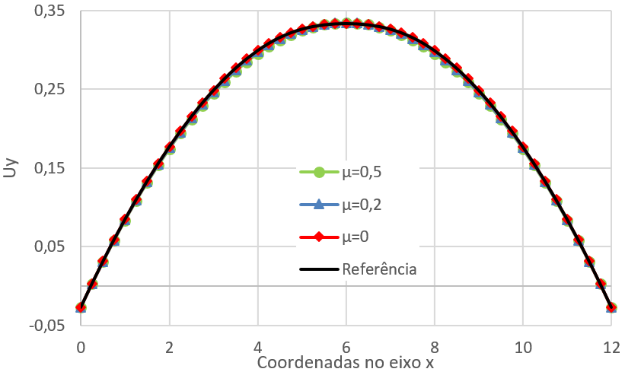 0,35
0,25
0,15
0,05
-0,05
Uy
μ=0,5
μ=0,2
μ=0
Referência
0 2 4 6 8 10 12
Coordenadas no eixo x